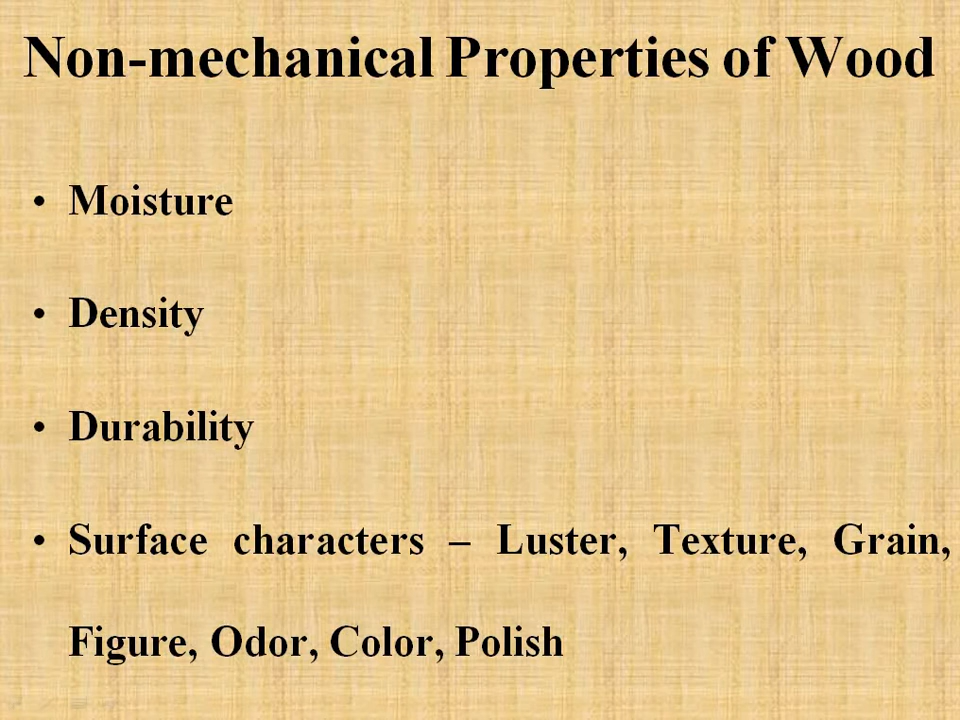 Non-mechanical Properties of Wood
• Moisture
• Density
• Durability
• Surface characters – Luster, Texture, Grain,
Figure, Odor, Color, Polish